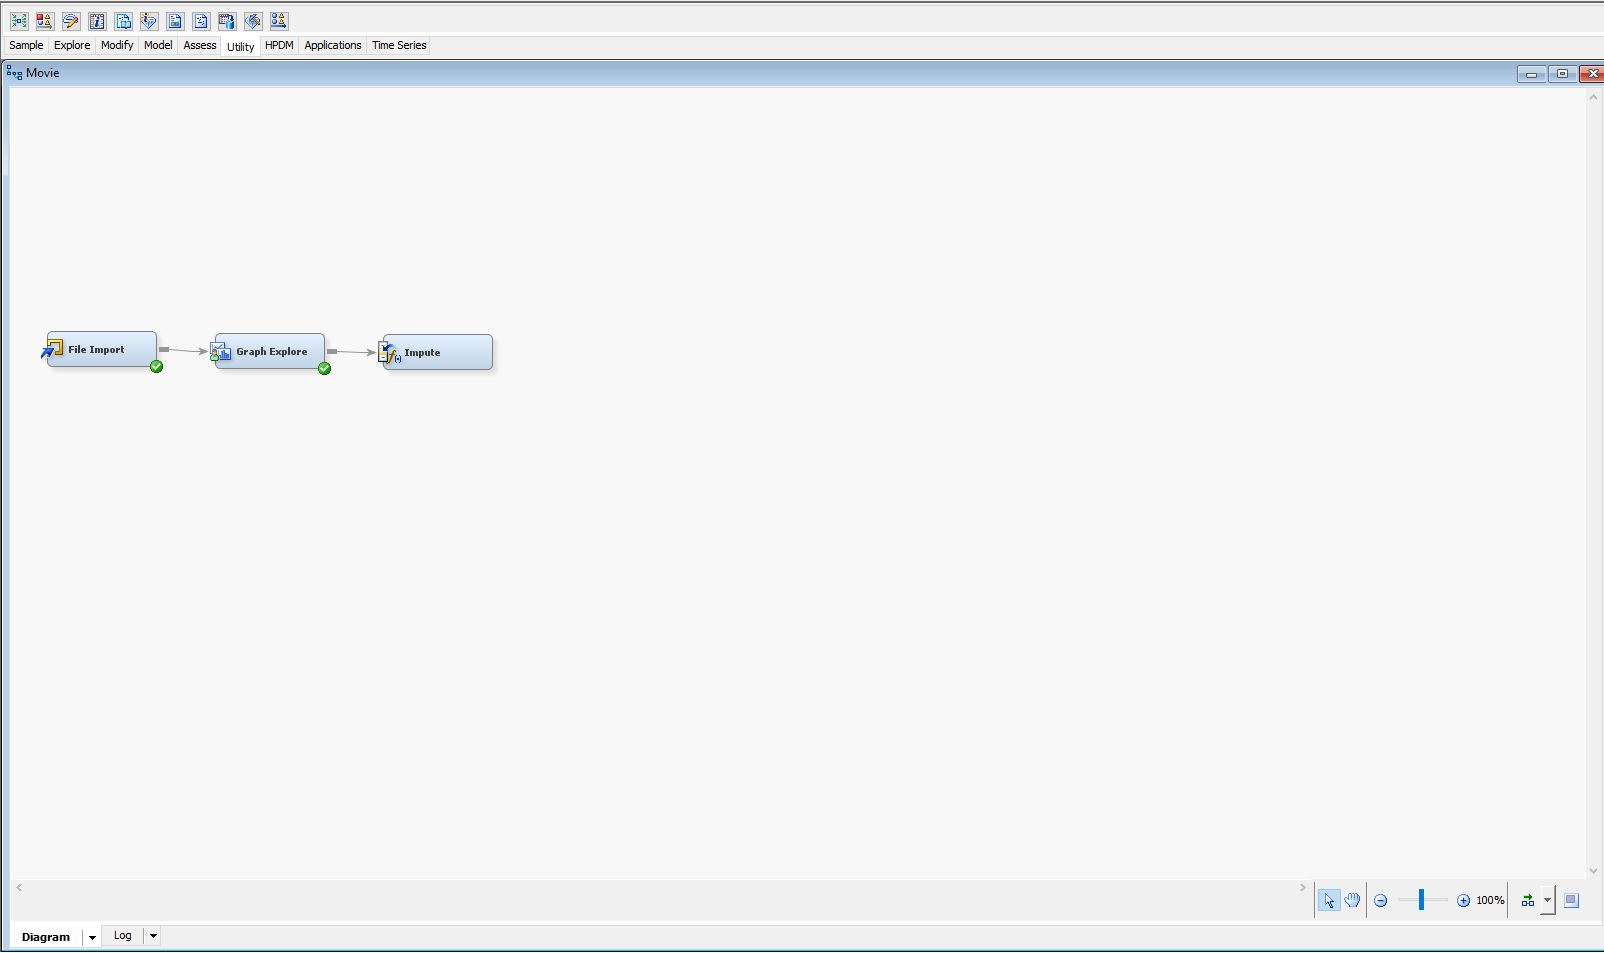 Sample Explore Modify Model Assess Utility HPDM Applications Time Series
Movie
File Import Graph Explore Impute
100%
Diagram Log